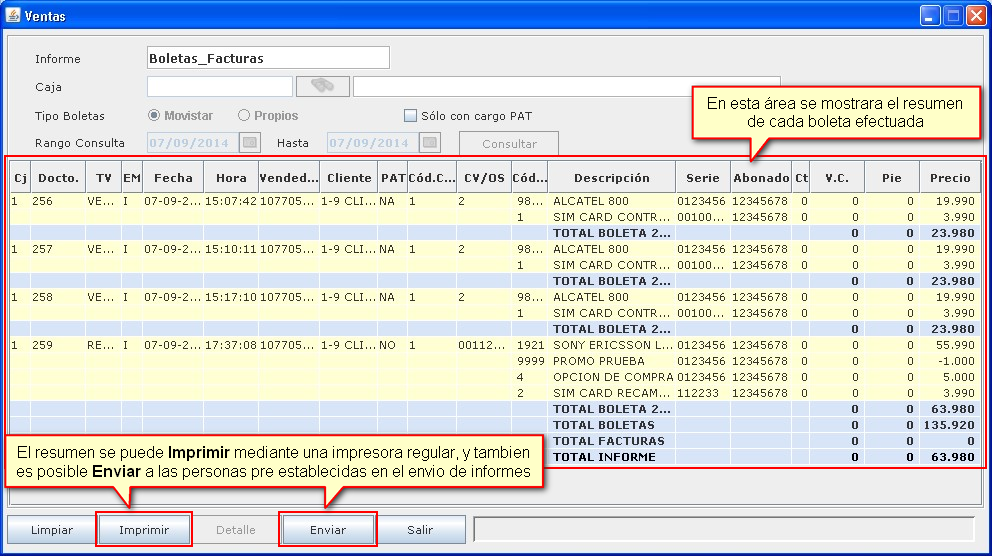 Ventas
Informe Boletas_Facturas
Caja
Tipo Boletas Movistar Propios Sólo con cargo PAT
Rango Consulta 07/09/2014 Hasta 07/09/2014 Consultar
En esta área se mostrara el resumen
de cada boleta efectuada
Cj Docto. TV EM Fecha Hora Vended... Cliente PAT Cód.C... CV/OS Cód... Descripción Serie Abonado Ct V.C. Pie Precio
1 256 VE... I 07-09-2... 15:07:42 107705... 1-9 CLI... NA 1 2 98... ALCATEL 800 0123456 12345678 0 0 0 19.990
1 SIM CARD CONTR... 00100... 12345678 0 0 0 3.990
TOTAL BOLETA 2... 0 0 23.980
1 257 VE... I 07-09-2... 15:10:11 107705... 1-9 CLI... NA 1 2 98... ALCATEL 800 0123456 12345678 0 0 0 19.990
1 SIM CARD CONTR... 00100... 12345678 0 0 0 3.990
TOTAL BOLETA 2... 0 0 23.980
1 258 VE... I 07-09-2... 15:17:10 107705... 1-9 CLI... NA 2 98... ALCATEL 800 0123456 12345678 0 0 0 19.990
1 SIM CARD CONTR... 00100... 12345678 0 0 0 3.990
TOTAL BOLETA 2... 0 0 23.980
1 259 RE... I 07-09-2... 17:37:08 107705... 1-9 CLI... NO 1 00112... 1921 SONY ERICSSON L... 0123456 12345678 0 0 0 55.990
9999 PROMO PRUEBA 0123456 12345678 0 0 0 -1.000
4 OPCION DE COMPRA 0123456 12345678 0 0 0 5.000
2 SIM CARD RECAM... 112233 12345678 0 0 0 3.990
TOTAL BOLETA 2... 0 0 63.980
TOTAL BOLETAS 0 0 135.920
TOTAL FACTURAS 0 0 0
TOTAL INFORME 0 0 63.980
El resumen se puede Imprimir mediante una impresora regular, y tambien
es posible Enviar a las personas pre establecidas en el envio de informes
Limpiar Imprimir Detalle Enviar Salir